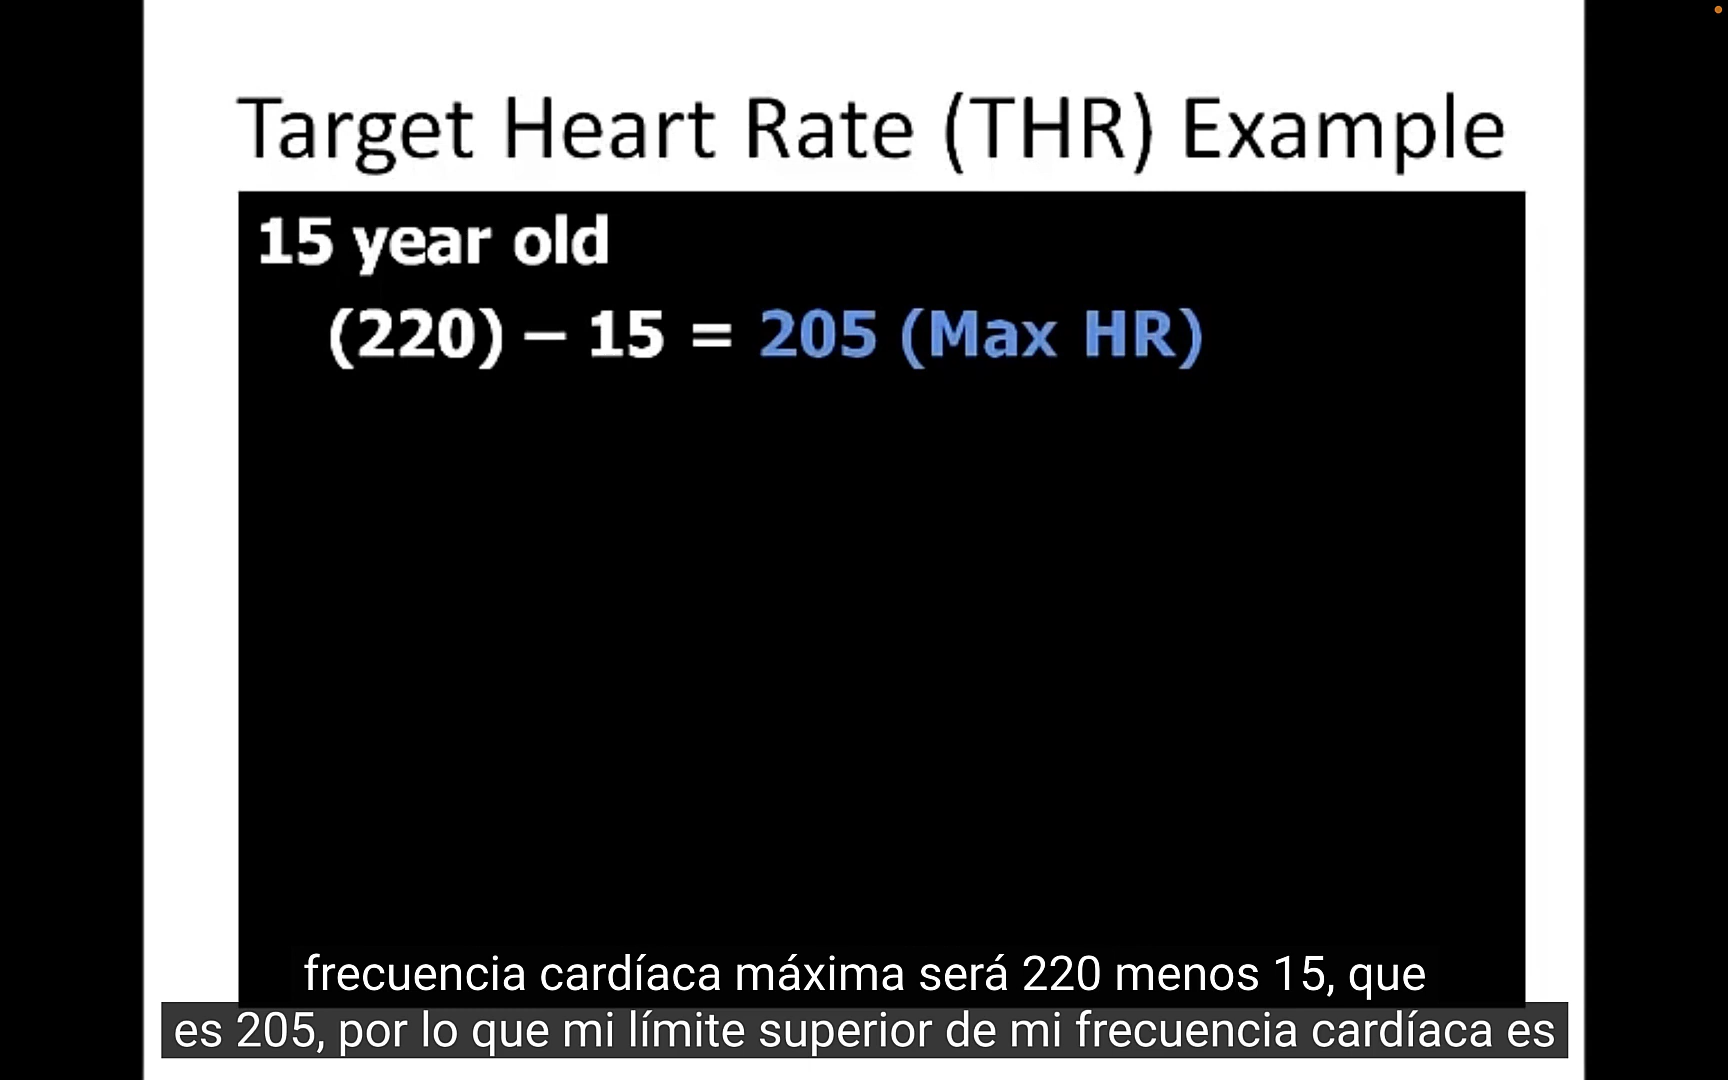 Target Heart Rate (THR) Example
15 year old
(220) – 15 = 205 (Max HR)
frecuencia cardíaca máxima será 220 menos 15, que
es 205, por lo que mi límite superior de mi frecuencia cardíaca es